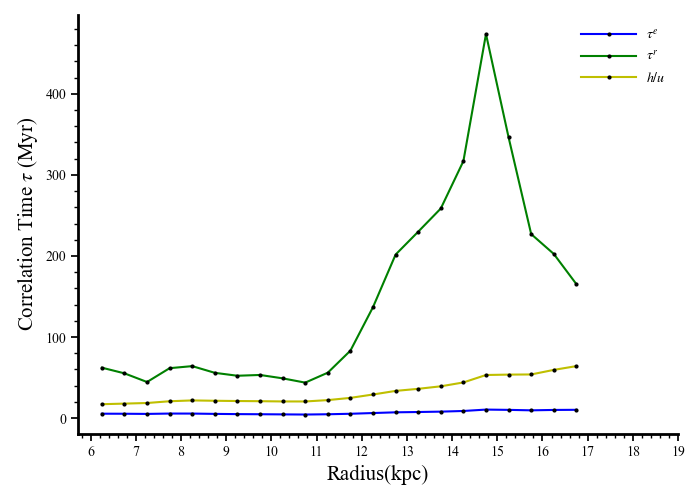 τᵉ
τʳ
h/u
400
300
200
100
0
Correlation Time τ (Myr)
6 7 8 9 10 11 12 13 14 15 16 17 18 19
Radius(kpc)